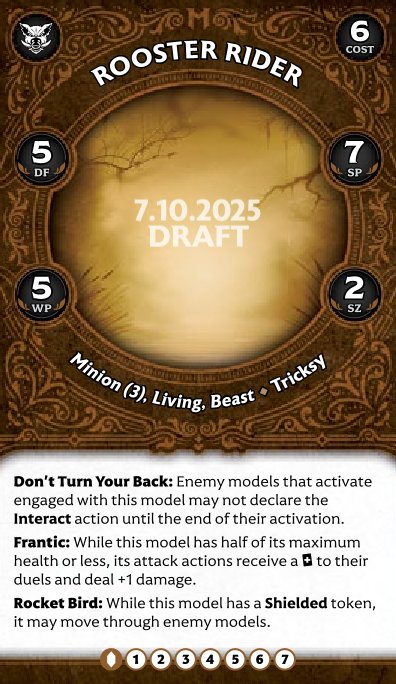 ROOSTER RIDER
6
COST
5
DF
7
SP
7.10.2025
DRAFT
5
WP
2
SZ
Minion (3), Living, Beast ⬥ Tricksy
Don't Turn Your Back: Enemy models that activate
engaged with this model may not declare the
Interact action until the end of their activation.
Frantic: While this model has half of its maximum
health or less, its attack actions receive a to their
duels and deal +1 damage.
Rocket Bird: While this model has a Shielded token,
it may move through enemy models.
1 2 3 4 5 6 7